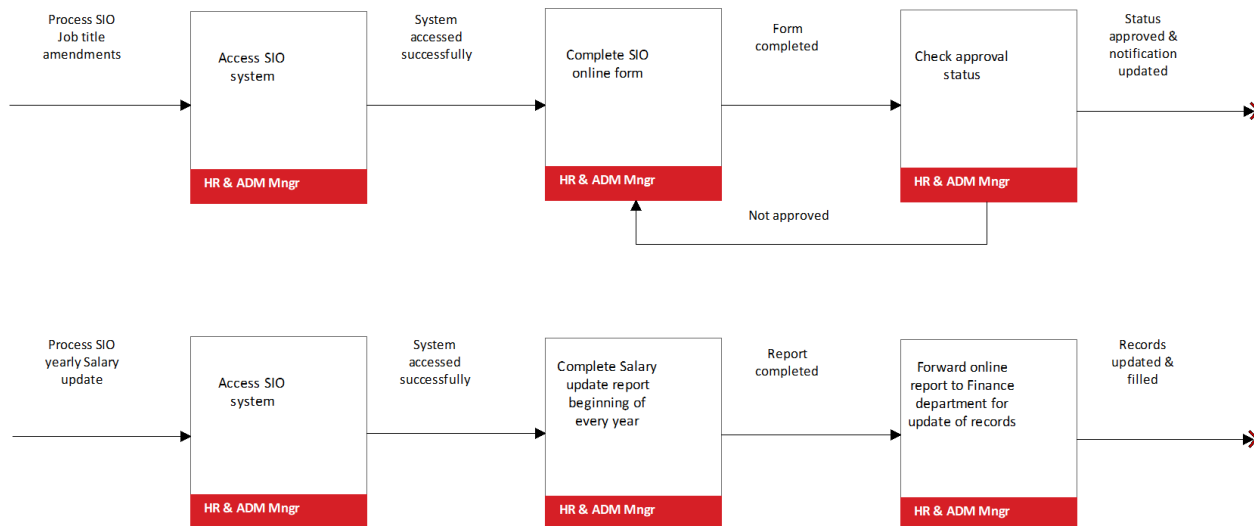 Process SIO
Job title
amendments
Access SIO
system
HR & ADM Mngr
System
accessed
successfully
Complete SIO
online form
HR & ADM Mngr
Form
completed
Check approval
status
HR & ADM Mngr
Status
approved &
notification
updated
Not approved
Process SIO
yearly Salary
update
Access SIO
system
HR & ADM Mngr
System
accessed
successfully
Complete Salary
update report
beginning of
every year
HR & ADM Mngr
Report
completed
Forward online
report to Finance
department for
update of records
HR & ADM Mngr
Records
updated &
filled